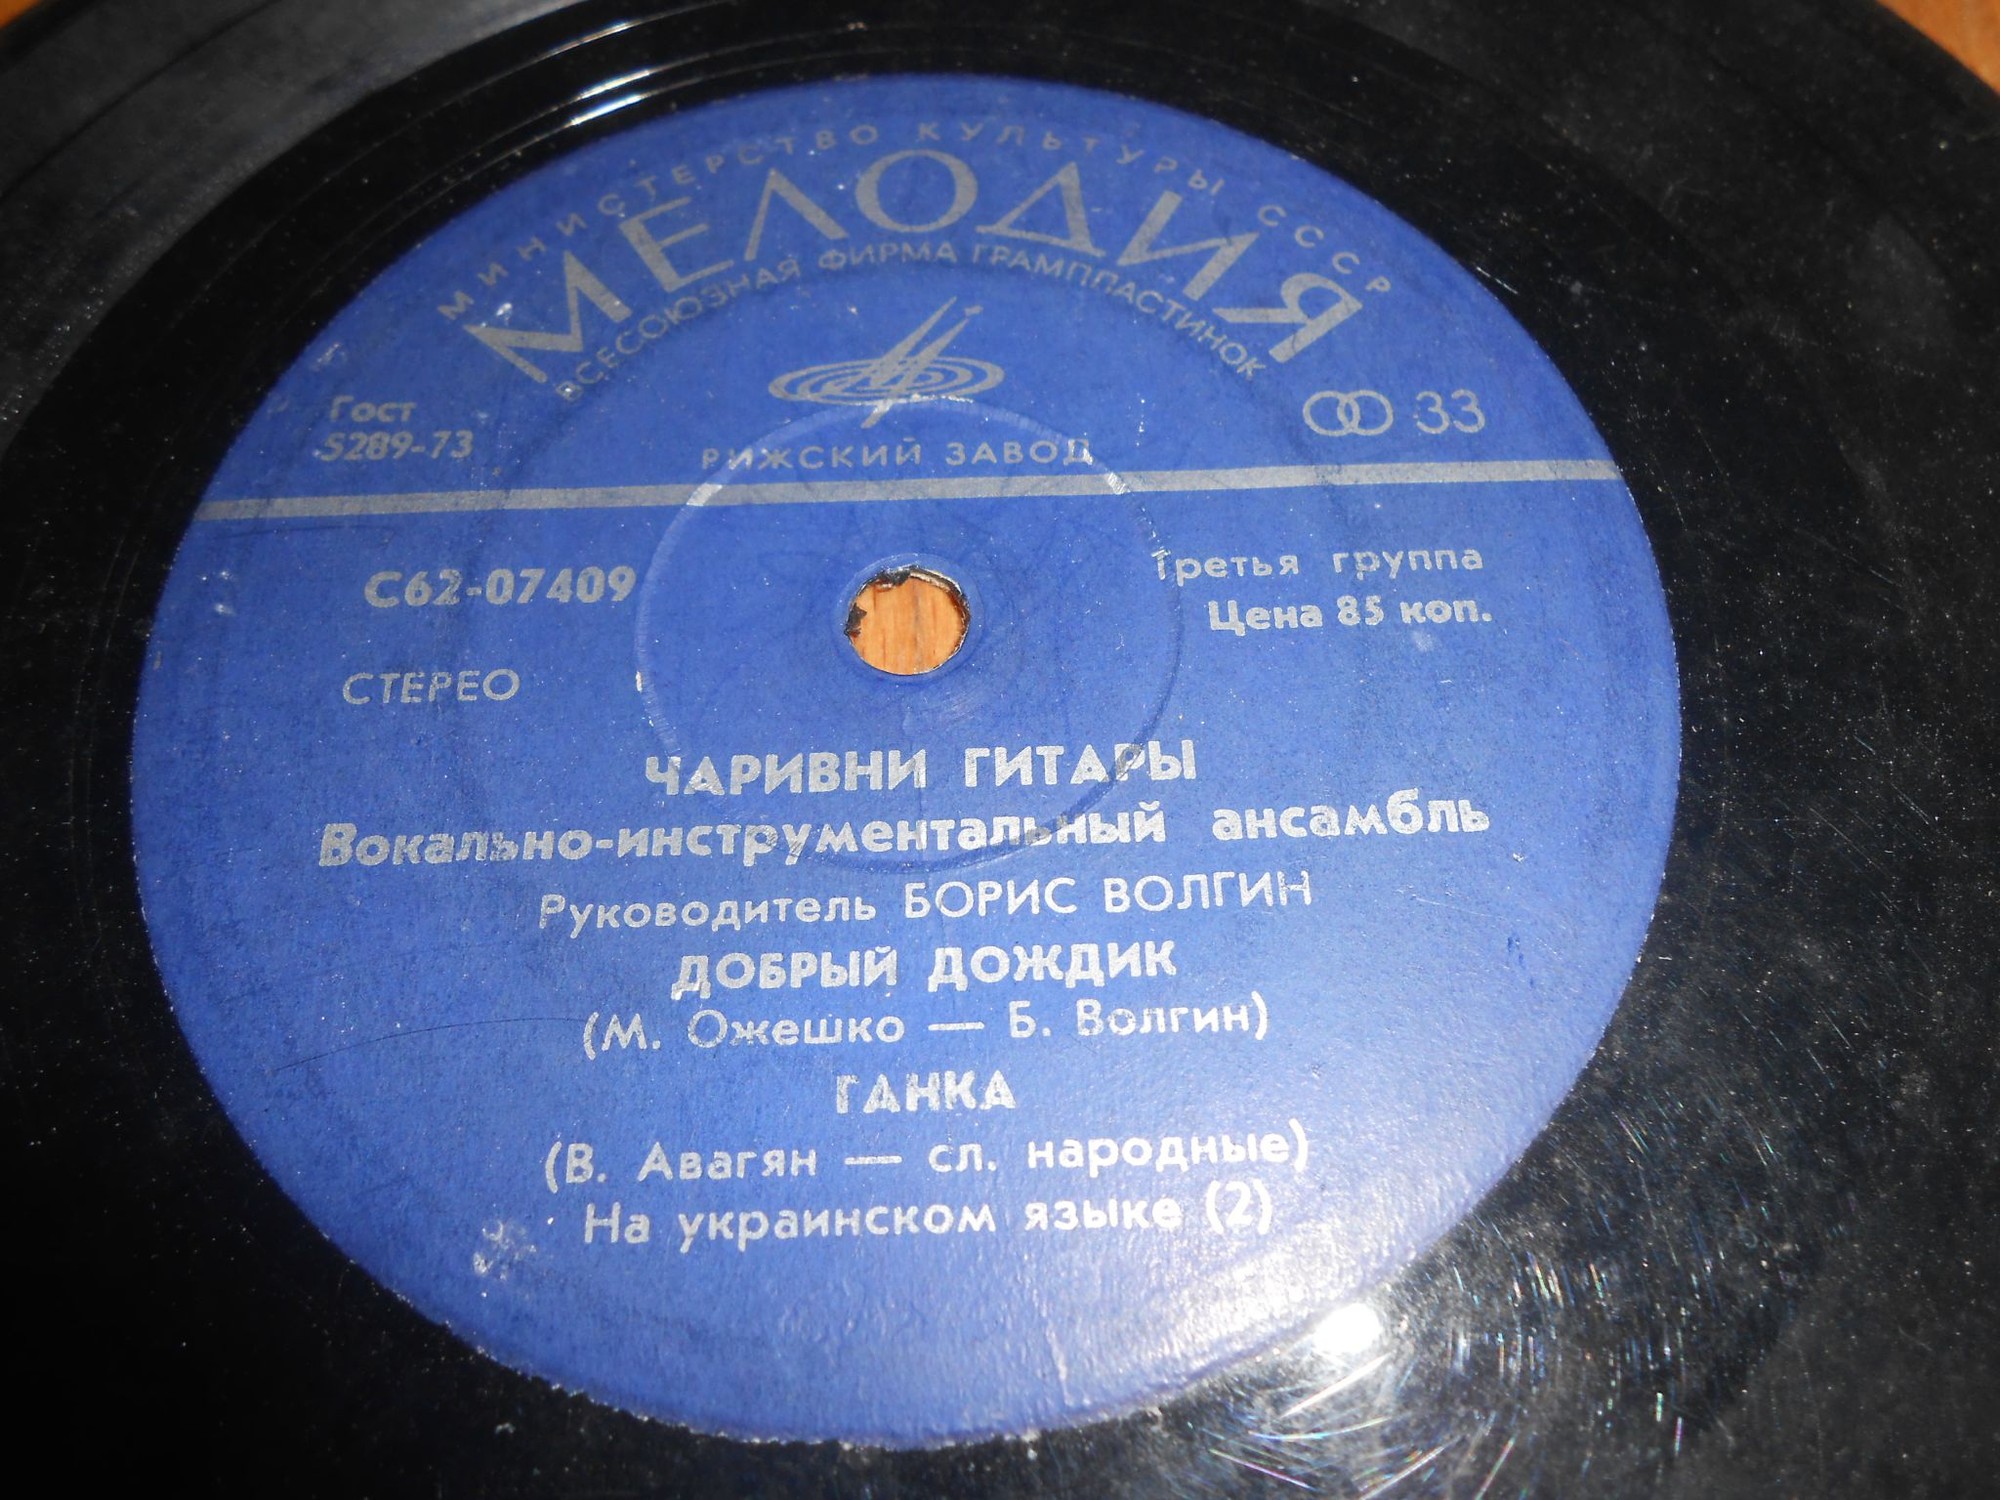 МИНИСТЕРСТВО КУЛЬТУРЫ СССР
МЕЛОДИЯ
ВСЕСОЮЗНАЯ ФИРМА ГРАМПЛАСТИНОК
Гост
5289-73
33
РИЖСКИЙ ЗАВОД
С62-07409
Третья группа
Цена 85 коп.
СТЕРЕО
ЧАРИВНИ ГИТАРЫ
Вокально-инструментальный ансамбль
Руководитель БОРИС ВОЛГИН
ДОБРЫЙ ДОЖДИК
(М. Ожешко — Б. Волгин)
ГАНКА
(В. Авагян — сл. народные)
На украинском языке (2)